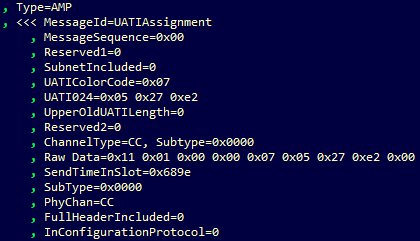 , Type=AMP
, <<< MessageId=UATIAssignment
, MessageSequence=0x00
, Reserved1=0
, SubnetIncluded=0
, UATIColorCode=0x07
, UATI024=0x05 0x27 0xe2
, UpperOldUATILength=0
, Reserved2=0
, ChannelType=CC, Subtype=0x0000
, Raw Data=0x11 0x01 0x00 0x00 0x07 0x05 0x27 0xe2 0x00
, SendTimeInSlot=0x689e
, SubType=0x0000
, PhyChan=CC
, FullHeaderIncluded=0
, InConfigurationProtocol=0